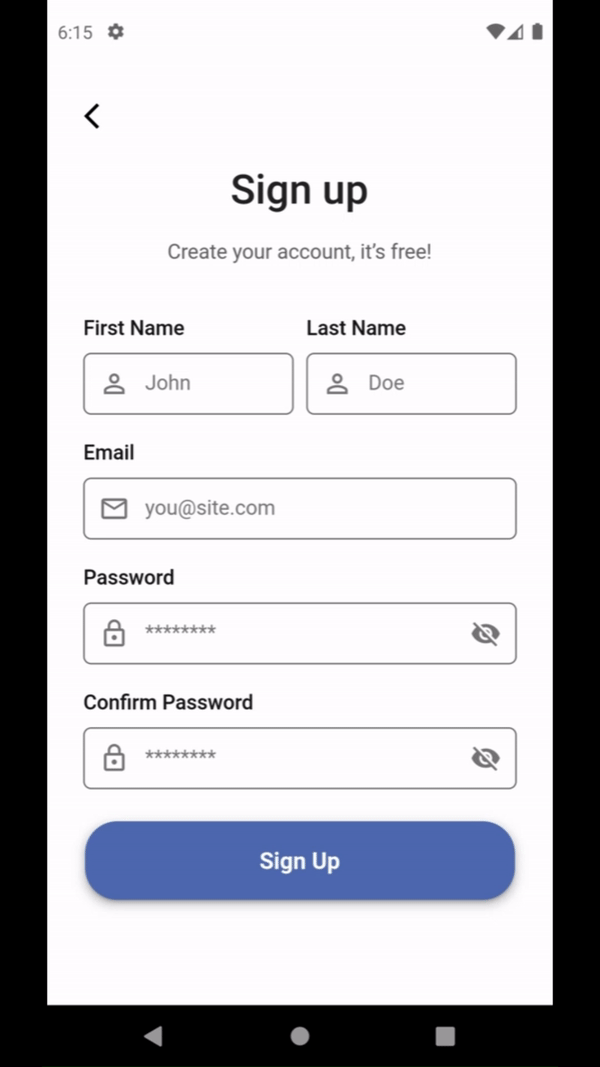 6:15
Sign up
Create your account, it’s free!
First Name Last Name
John Doe
Email
you@site.com
Password
********
Confirm Password
********
Sign Up